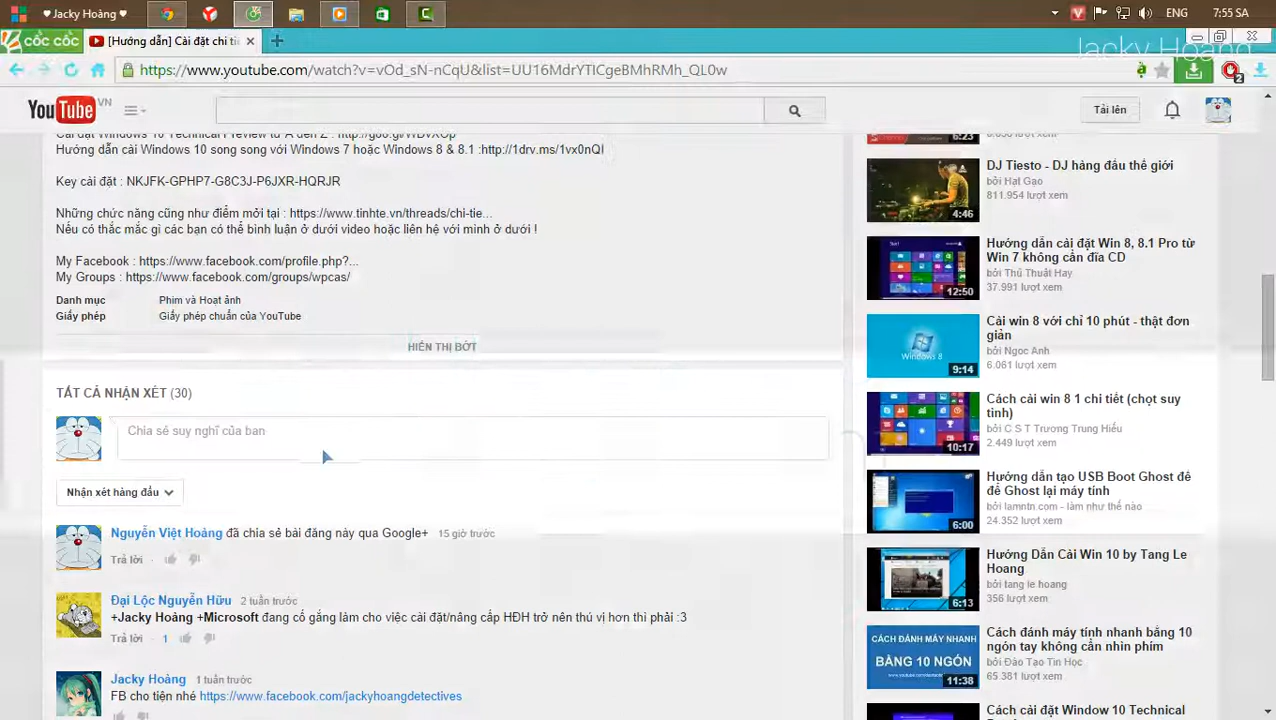 ♥ Jacky Hoàng ♥
V
ENG
7:55 SA
cốc cốc
[Hướng dẫn] Cài đặt chi ti
Jacky Hoàng
https://www.youtube.com/watch?v=vOd_sN-nCqU&list=UU16MdrYTICgeBMhRMh_QL0w
2
YouTube VN
Tải lên
Cài đặt Windows 10 Technical Preview từ A đến Z : http://goo.gl/WBVXOp
Hướng dẫn cài Windows 10 song song với Windows 7 hoặc Windows 8 & 8.1 :http://1drv.ms/1vx0nQI
Key cài đặt : NKJFK-GPHP7-G8C3J-P6JXR-HQRJR
Những chức năng cũng như điểm mới tại : https://www.tinhte.vn/threads/chi-tie...
Nếu có thắc mắc gì các bạn có thể bình luận ở dưới video hoặc liên hệ với mình ở dưới !
My Facebook : https://www.facebook.com/profile.php?...
My Groups : https://www.facebook.com/groups/wpcas/
Danh mục Phim và Hoạt ảnh
Giấy phép Giấy phép chuẩn của YouTube
HIỂN THỊ BỚT
TẤT CẢ NHẬN XÉT (30)
Chia sẻ suy nghĩ của bạn
Nhận xét hàng đầu
Nguyễn Việt Hoàng đã chia sẻ bài đăng này qua Google+ 15 giờ trước
Trả lời
Đại Lộc Nguyễn Hữu 2 tuần trước
+Jacky Hoàng +Microsoft đang cố gắng làm cho việc cài đặt/nâng cấp HĐH trở nên thú vị hơn thì phải :3
Trả lời 1
Jacky Hoàng 1 tuần trước
FB cho tiện nhé https://www.facebook.com/jackyhoangdetectives
6:23
DJ Tiesto - DJ hàng đầu thế giới
bởi Hạt Gạo
811.954 lượt xem
4:46
Hướng dẫn cài đặt Win 8, 8.1 Pro từ
Win 7 không cần đĩa CD
bởi Thủ Thuật Hay
37.991 lượt xem
12:50
Cài win 8 với chỉ 10 phút - thật đơn
giản
bởi Ngoc Anh
6.061 lượt xem
Windows 8
9:14
Cách cài win 8 1 chi tiết (chọt suy
tinh)
bởi C S T Trương Trung Hiếu
2.449 lượt xem
10:17
Hướng dẫn tạo USB Boot Ghost để
để Ghost lại máy tính
bởi lamntn.com - làm như thế nào
24.352 lượt xem
6:00
Hướng Dẫn Cài Win 10 by Tang Le
Hoang
bởi tang le hoang
356 lượt xem
6:13
Cách đánh máy tính nhanh bằng 10
ngón tay không cần nhìn phím
bởi Đào Tạo Tin Học
65.381 lượt xem
CÁCH ĐÁNH MÁY NHANH
BẰNG 10 NGÓN
11:38
Cách cài đặt Window 10 Technical